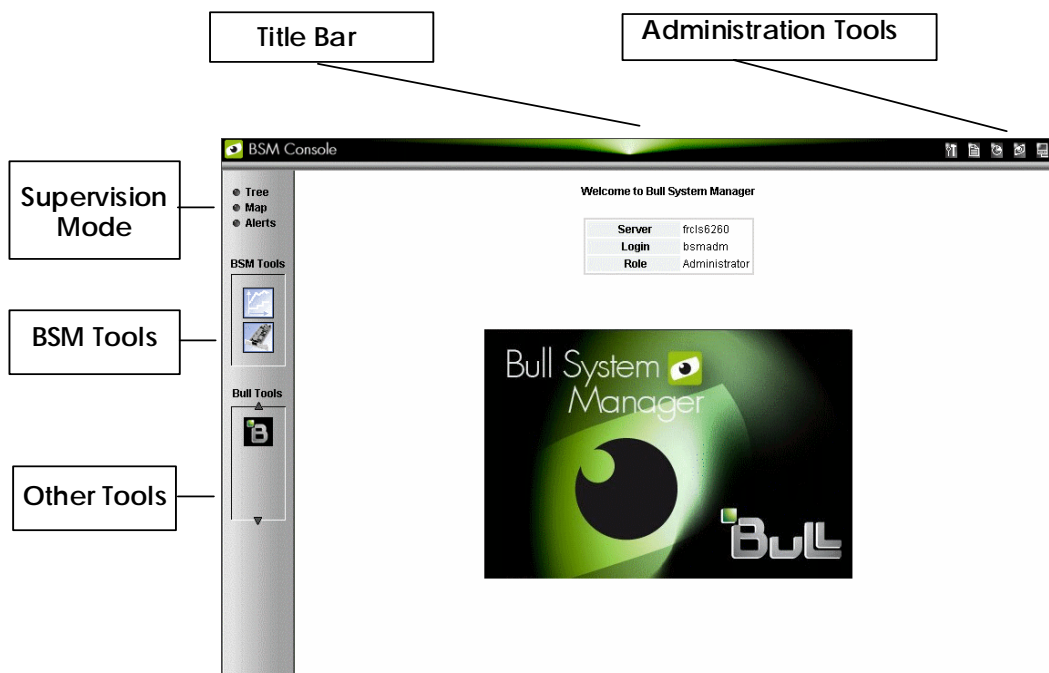 Title Bar
Administration Tools
BSM Console
Supervision
Mode
Tree
Map
Alerts
Welcome to Bull System Manager
Server frcls6260
Login bsmadm
Role Administrator
BSM Tools
BSM Tools
Bull System
Manager
Bull Tools
B
Other Tools
Bull